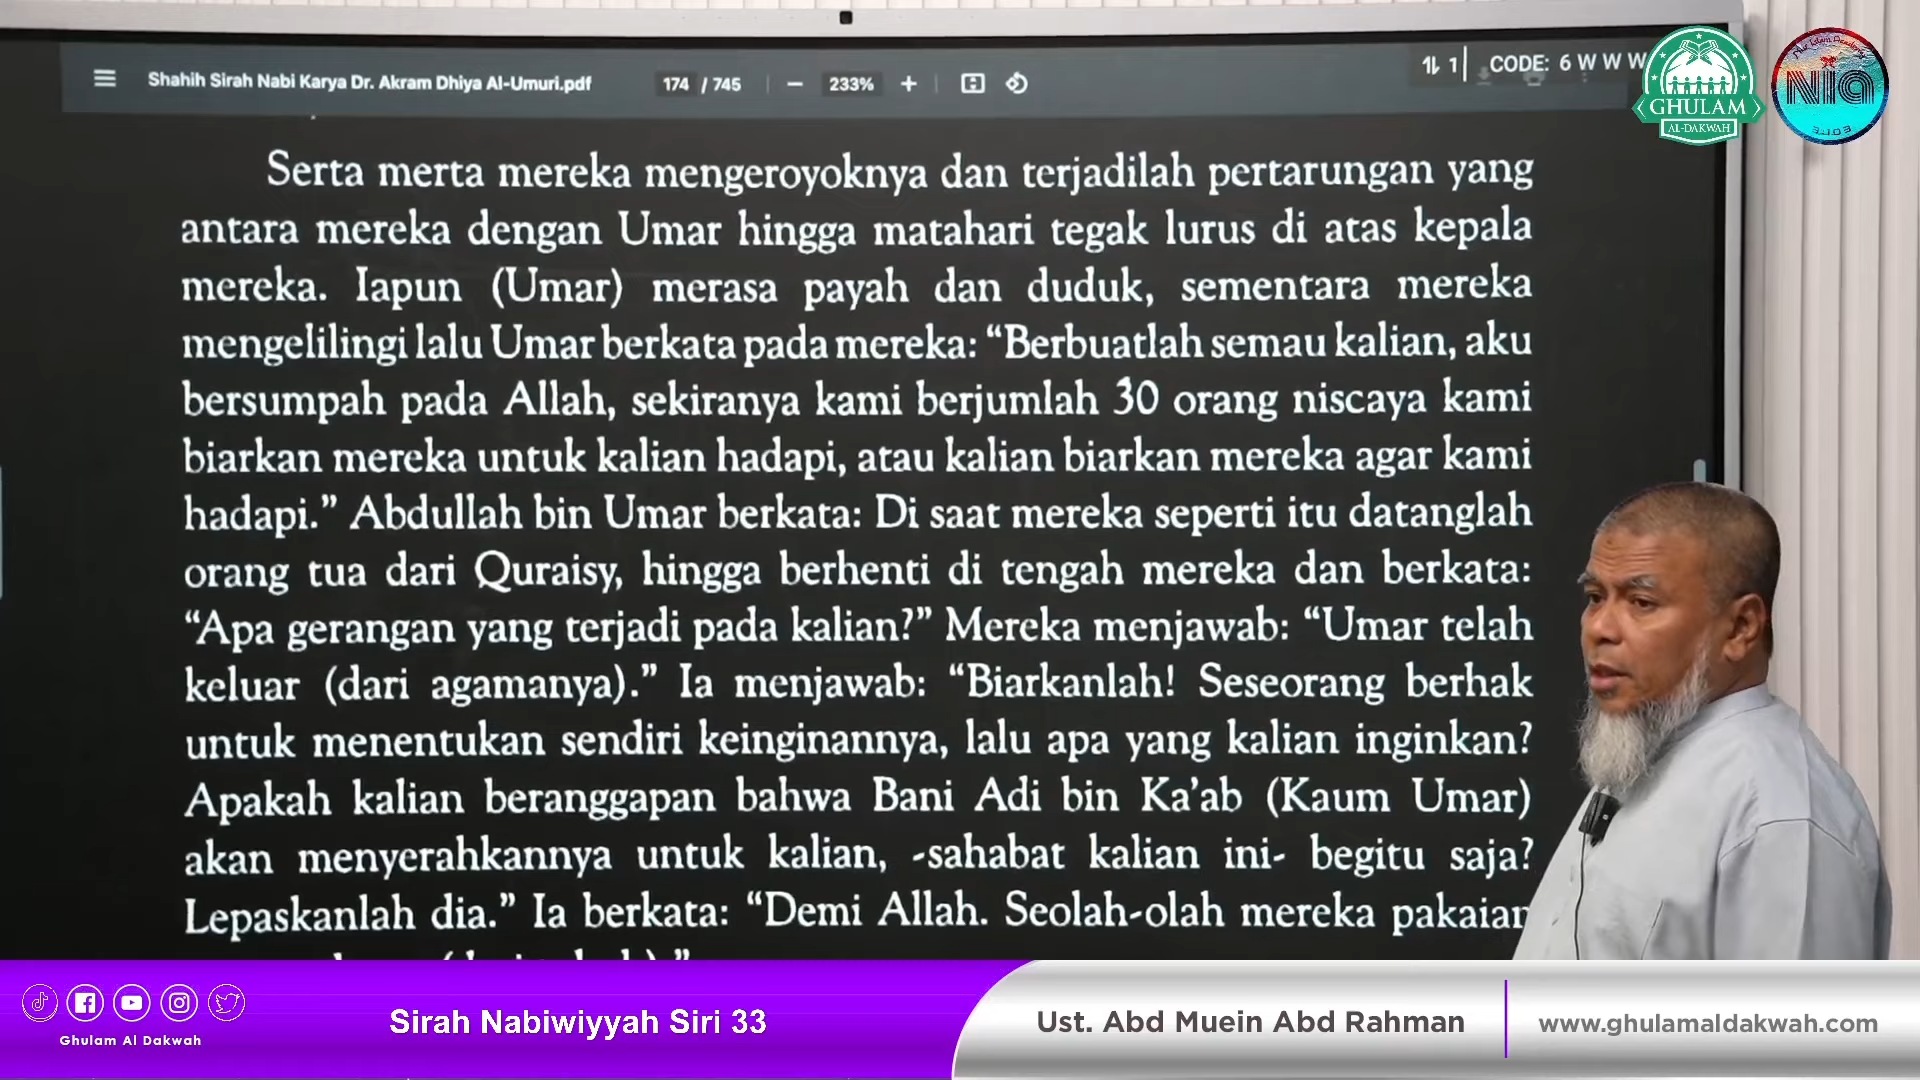 Shahih Sirah Nabi Karya Dr. Akram Dhiya Al-Umuri.pdf
174 / 745
233%
1
CODE: 6 W W W
GHULAM
AL-DAKWAH
NIA
Serta merta mereka mengeroyoknya dan terjadilah pertarungan yang
antara mereka dengan Umar hingga matahari tegak lurus di atas kepala
mereka. Iapun (Umar) merasa payah dan duduk, sementara mereka
mengelilingi lalu Umar berkata pada mereka: “Berbuatlah semau kalian, aku
bersumpah pada Allah, sekiranya kami berjumlah 30 orang niscaya kami
biarkan mereka untuk kalian hadapi, atau kalian biarkan mereka agar kami
hadapi.” Abdullah bin Umar berkata: Di saat mereka seperti itu datanglah
orang tua dari Quraisy, hingga berhenti di tengah mereka dan berkata:
“Apa gerangan yang terjadi pada kalian?” Mereka menjawab: “Umar telah
keluar (dari agamanya).” Ia menjawab: “Biarkanlah! Seseorang berhak
untuk menentukan sendiri keinginannya, lalu apa yang kalian inginkan?
Apakah kalian beranggapan bahwa Bani Adi bin Ka’ab (Kaum Umar)
akan menyerahkannya untuk kalian, -sahabat kalian ini- begitu saja?
Lepaskanlah dia.” Ia berkata: “Demi Allah. Seolah-olah mereka pakaian
Ghulam Al Dakwah
Sirah Nabiwiyyah Siri 33
Ust. Abd Muein Abd Rahman
www.ghulamaldakwah.com